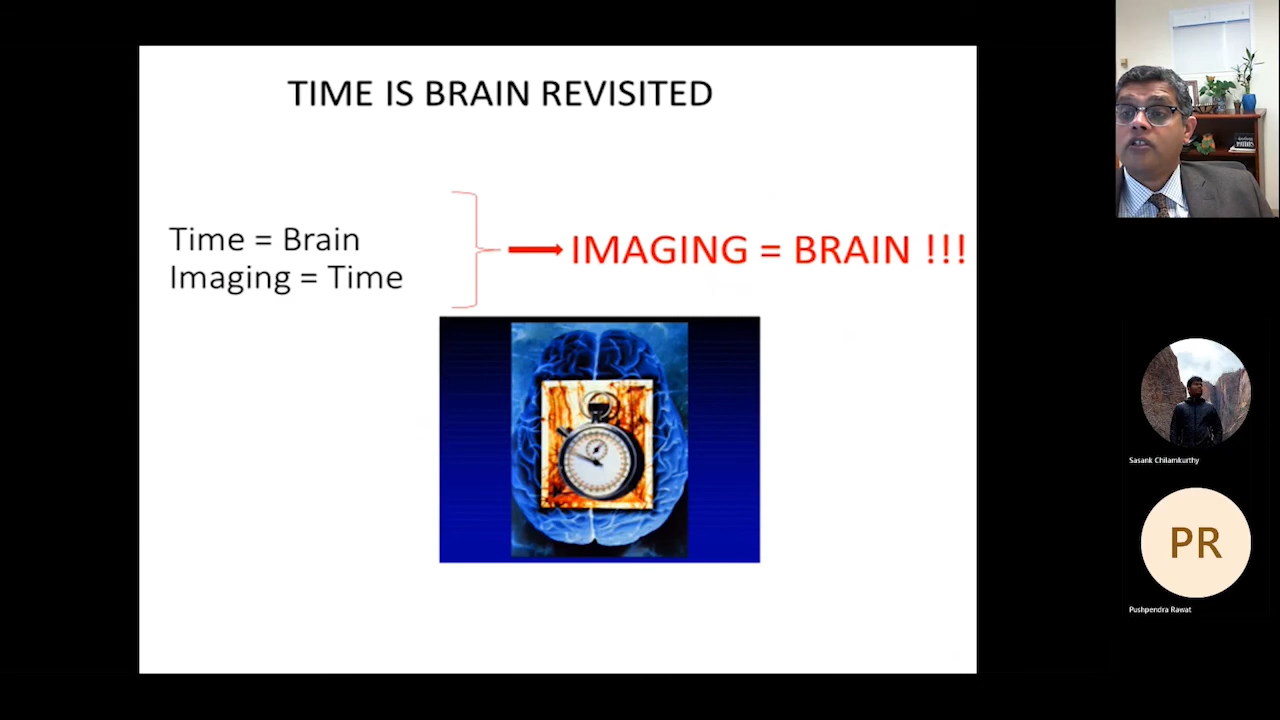 TIME IS BRAIN REVISITED
Time = Brain
Imaging = Time
IMAGING = BRAIN !!!
Sasank Chilamkurthy
PR
Pushpendra Rawat